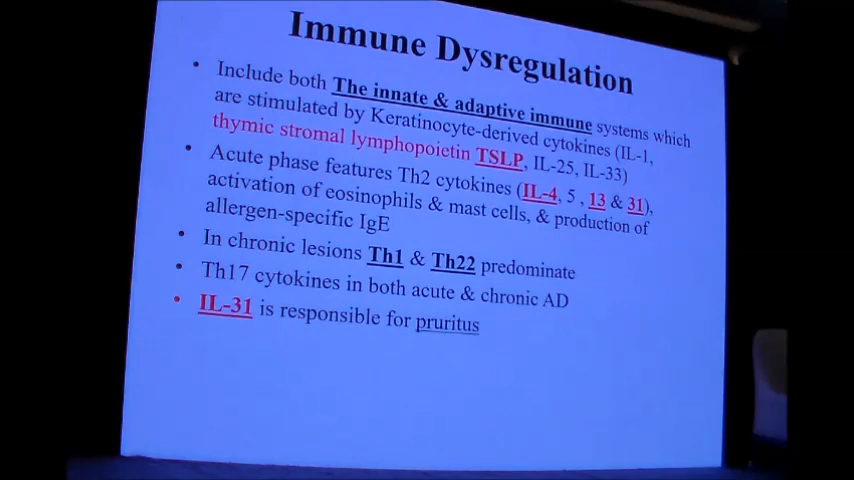 Immune Dysregulation
• Include both The innate & adaptive immune systems which
are stimulated by Keratinocyte-derived cytokines (IL-1,
thymic stromal lymphopoietin TSLP, IL-25, IL-33)
• Acute phase features Th2 cytokines (IL-4, 5 , 13 & 31),
activation of eosinophils & mast cells, & production of
allergen-specific IgE
• In chronic lesions Th1 & Th22 predominate
• Th17 cytokines in both acute & chronic AD
• IL-31 is responsible for pruritus